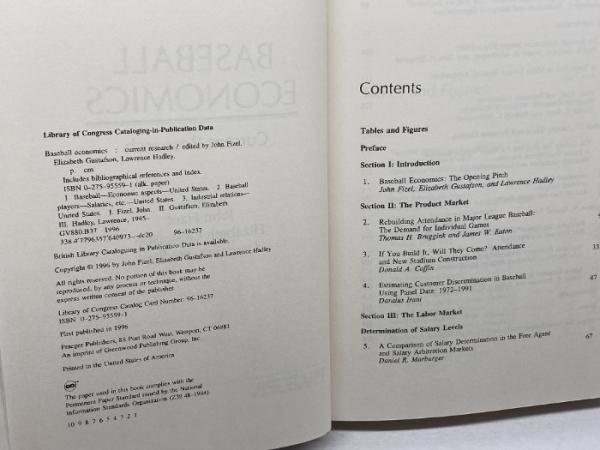 Library of Congress Cataloging-in-Publication Data
Baseball economics : current research / edited by John Fizel,
Elizabeth Gustafson, Lawrence Hadley.
p. cm.
Includes bibliographical references and index.
ISBN 0-275-95559-1 (alk. paper)
1. Baseball—Economic aspects—United States. 2. Baseball
players—Salaries, etc.—United States. 3. Industrial relations—
United States. I. Fizel, John. II. Gustafson, Elizabeth.
III. Hadley, Lawrence, 1945-
GV880.B37 1996
338.4'7796357'640973—dc20 96-16237
British Library Cataloguing in Publication Data is available.
Copyright © 1996 by John Fizel, Elizabeth Gustafson and Lawrence Hadley
All rights reserved. No portion of this book may be
reproduced, by any process or technique, without the
express written consent of the publisher.
Library of Congress Catalog Card Number: 96-16237
ISBN 0-275-95559-1
First published in 1996
Praeger Publishers, 88 Post Road West, Westport, CT 06881
An imprint of Greenwood Publishing Group, Inc.
Printed in the United States of America
The paper used in this book complies with the
Permanent Paper Standard issued by the National
Information Standards Organization (Z39.48-1984).
10 9 8 7 6 5 4 3 2 1
Contents
Tables and Figures
Preface
Section I: Introduction
1. Baseball Economics: The Opening Pitch
John Fizel, Elizabeth Gustafson, and Lawrence Hadley
Section II: The Product Market
2. Rebuilding Attendance in Major League Baseball:
The Demand for Individual Games
Thomas H. Bruggink and James W. Eaton
3. If You Build It, Will They Come? Attendance 33
and New Stadium Construction
Donald A. Coffin
4. Estimating Customer Discrimination in Baseball 47
Using Panel Data: 1972-1991
Daraius Irani
Section III: The Labor Market
Determination of Salary Levels
5. A Comparison of Salary Determination in the Free Agent 67
and Salary Arbitration Markets
Daniel R. Marburger